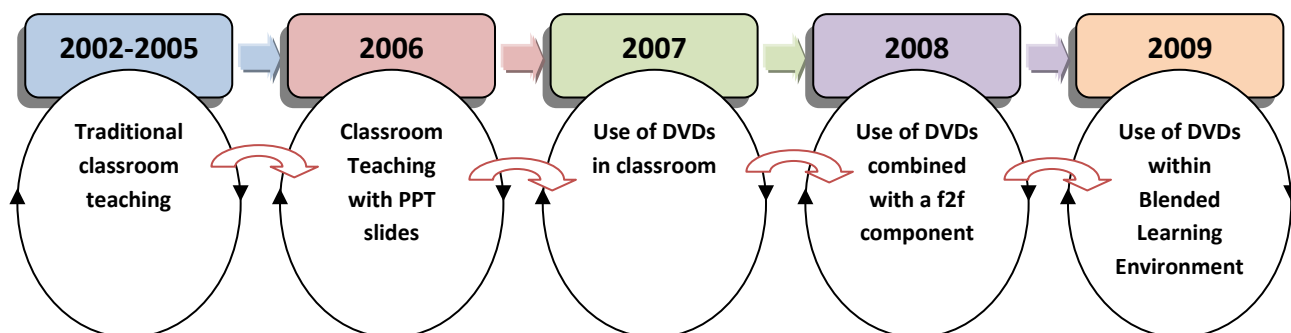 2002-2005
2006
2007
2008
2009
Traditional
classroom
teaching
Classroom
Teaching
with PPT
slides
Use of DVDs
in classroom
Use of DVDs
combined
with a f2f
component
Use of DVDs
within
Blended
Learning
Environment